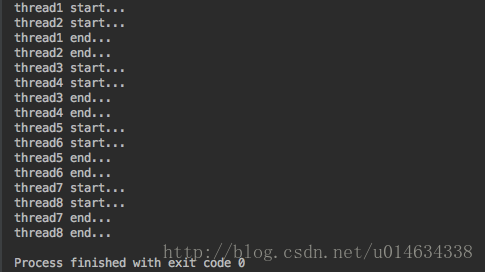 thread1 start...
thread2 start...
thread1 end...
thread2 end...
thread3 start...
thread4 start...
thread3 end...
thread4 end...
thread5 start...
thread6 start...
thread5 end...
thread6 end...
thread7 start...
thread8 start...
thread7 end...
thread8 end...
http://blog.csdn.net/u014634338
Process finished with exit code 0